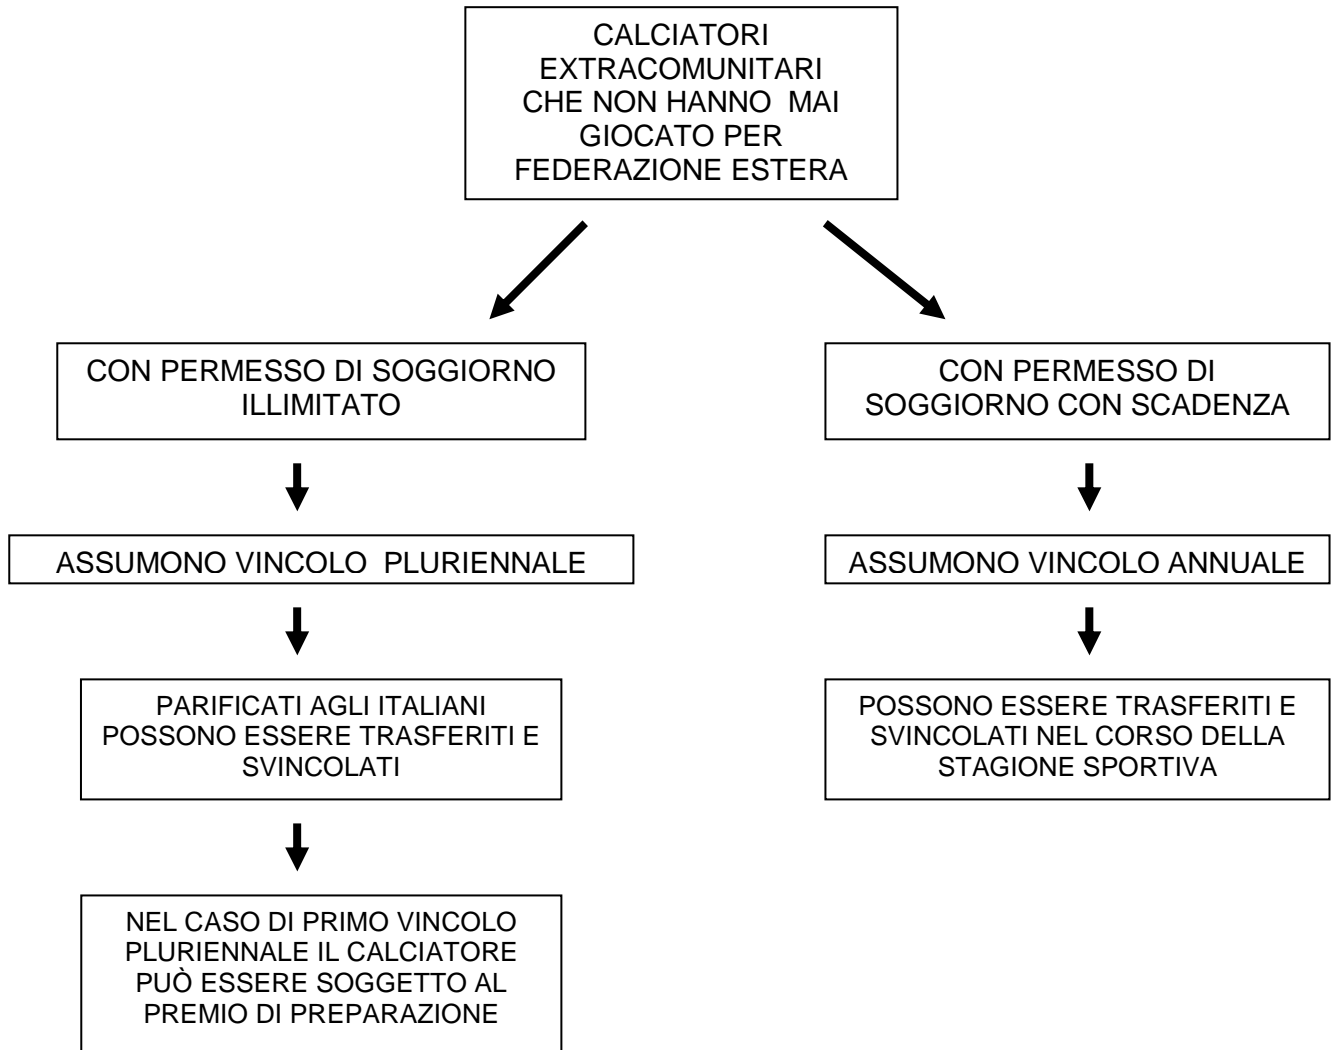 CALCIATORI
EXTRACOMUNITARI
CHE NON HANNO MAI
GIOCATO PER
FEDERAZIONE ESTERA
CON PERMESSO DI SOGGIORNO
ILLIMITATO
CON PERMESSO DI
SOGGIORNO CON SCADENZA
ASSUMONO VINCOLO PLURIENNALE
ASSUMONO VINCOLO ANNUALE
PARIFICATI AGLI ITALIANI
POSSONO ESSERE TRASFERITI E
SVINCOLATI
POSSONO ESSERE TRASFERITI E
SVINCOLATI NEL CORSO DELLA
STAGIONE SPORTIVA
NEL CASO DI PRIMO VINCOLO
PLURIENNALE IL CALCIATORE
PUÒ ESSERE SOGGETTO AL
PREMIO DI PREPARAZIONE